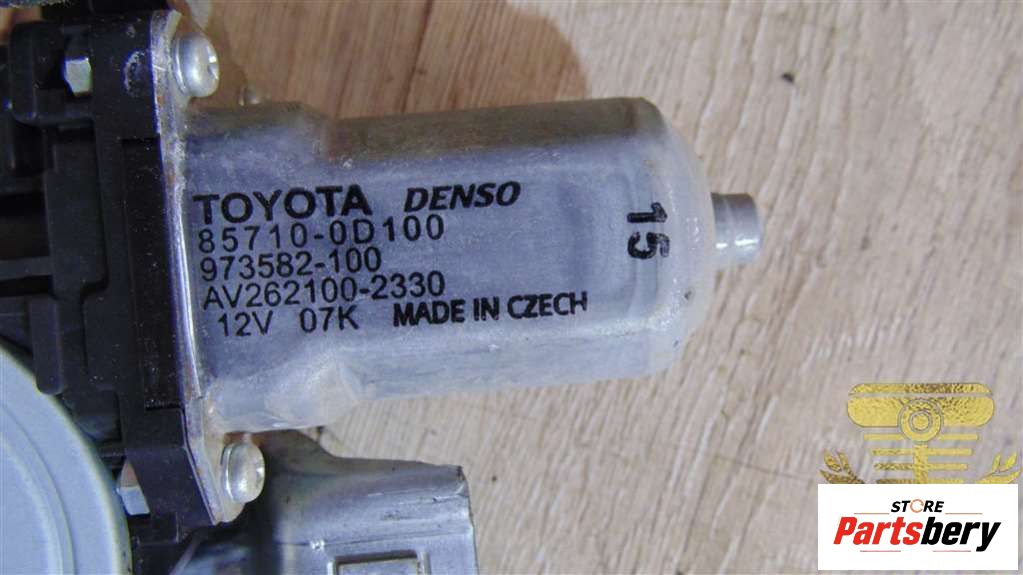 TOYOTA DENSO
85710-0D100
973582-100
AV262100-2330
12V 07K MADE IN CZECH
15
STORE
Partsbery